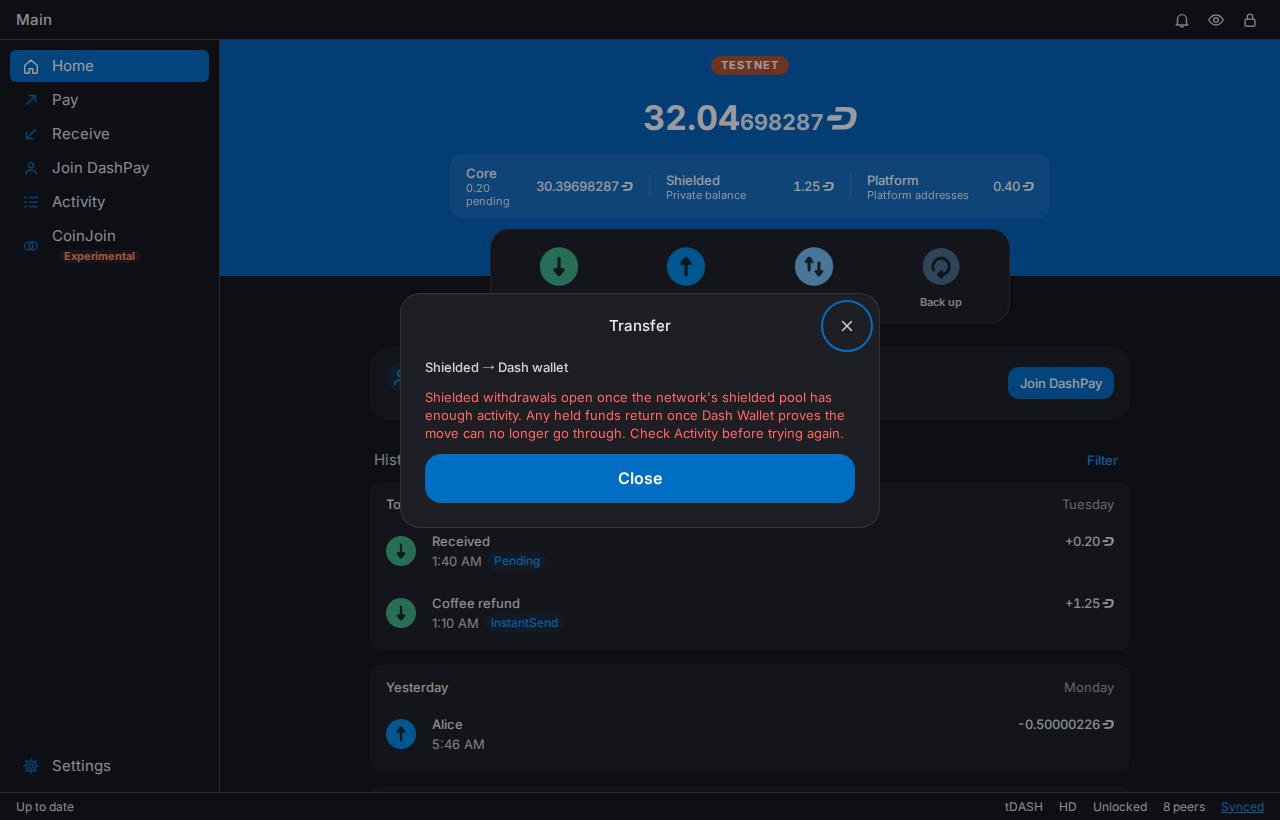 Main
Home
Pay
Receive
Join DashPay
Activity
CoinJoin
Experimental
Settings
TESTNET
32.04698287
Core
0.20 pending
30.39698287
Shielded
Private balance
1.25
Platform
Platform addresses
0.40
Back up
Transfer
Shielded → Dash wallet
Shielded withdrawals open once the network's shielded pool has
enough activity. Any held funds return once Dash Wallet proves the
move can no longer go through. Check Activity before trying again.
Close
Join DashPay
Filter
Tuesday
Received
1:40 AM Pending
+0.20
Coffee refund
1:10 AM InstantSend
+1.25
Yesterday
Monday
Alice
5:46 AM
-0.50000226
Up to date
tDASH HD Unlocked 8 peers Synced